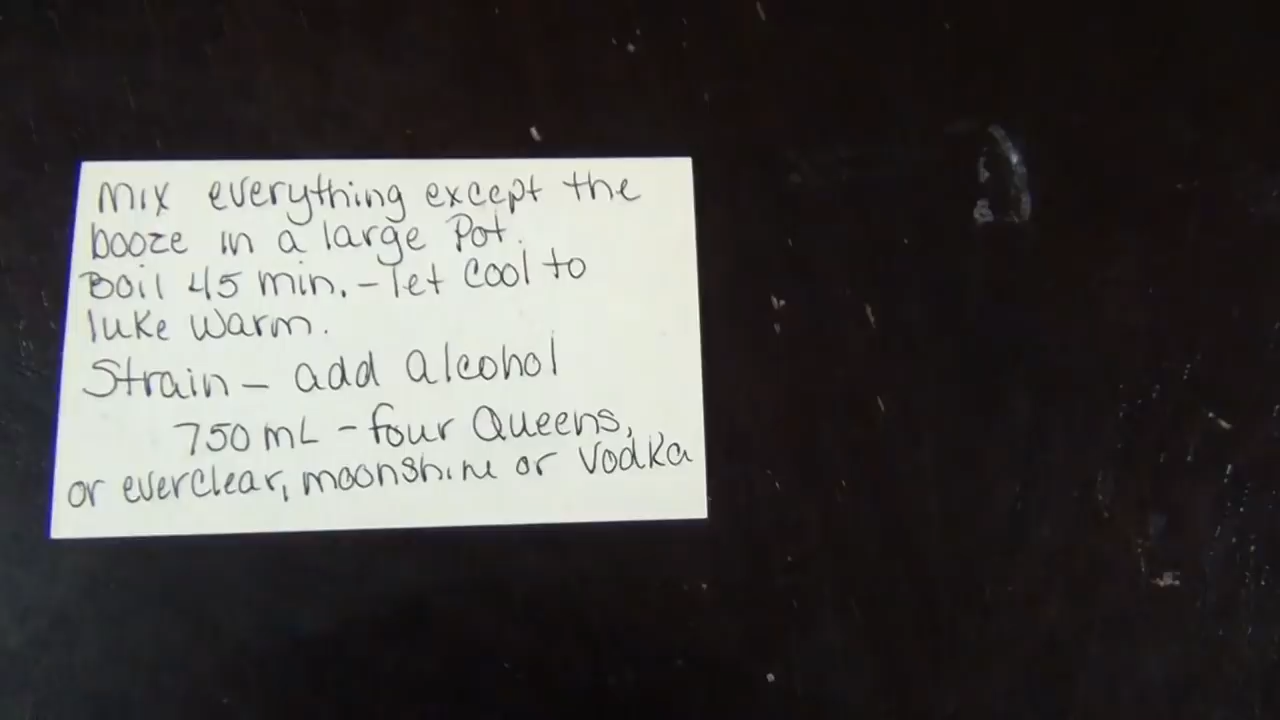 Mix everything except the
booze in a large Pot.
Boil 45 min. - let cool to
luke warm.
Strain - add alcohol
750 mL - four Queens,
or everclear, moonshine or Vodka